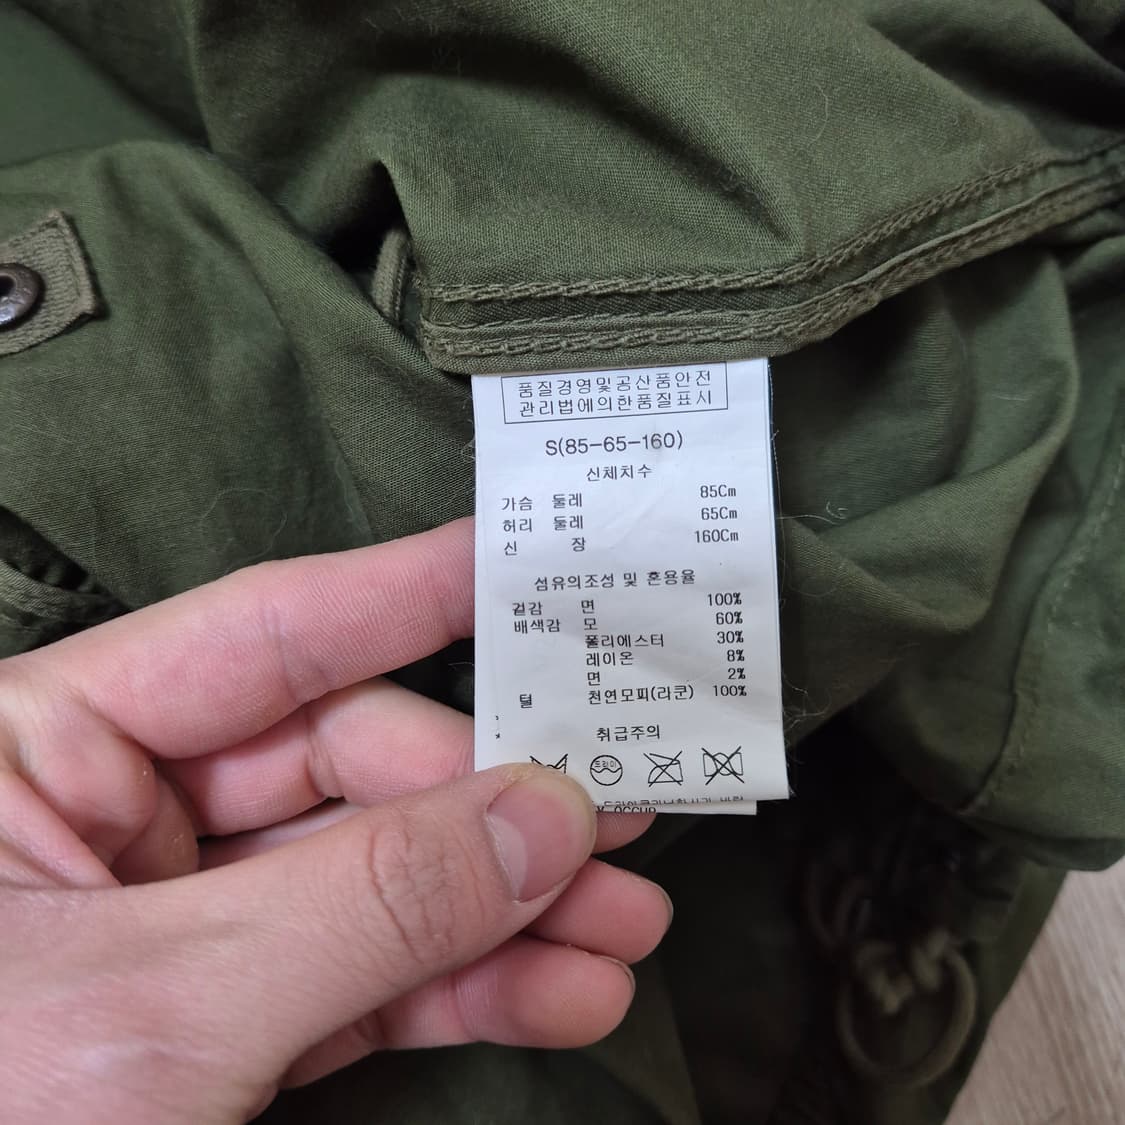 품질경영및공산품안전
관리법에의한품질표시
S(85-65-160)
신체치수
가슴 둘레 85Cm
허리 둘레 65Cm
신 장 160Cm
섬유의조성 및 혼용율
겉감 면 100%
배색감 모 60%
폴리에스터 30%
레이온 8%
면 2%
털 천연모피(라쿤) 100%
취급주의
드라이